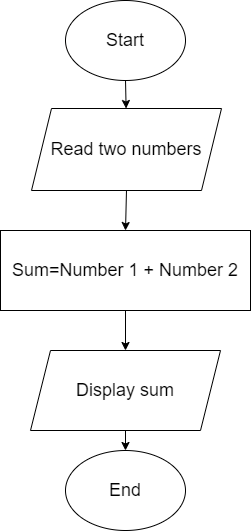 Start
Read two numbers
Sum=Number 1 + Number 2
Display sum
End